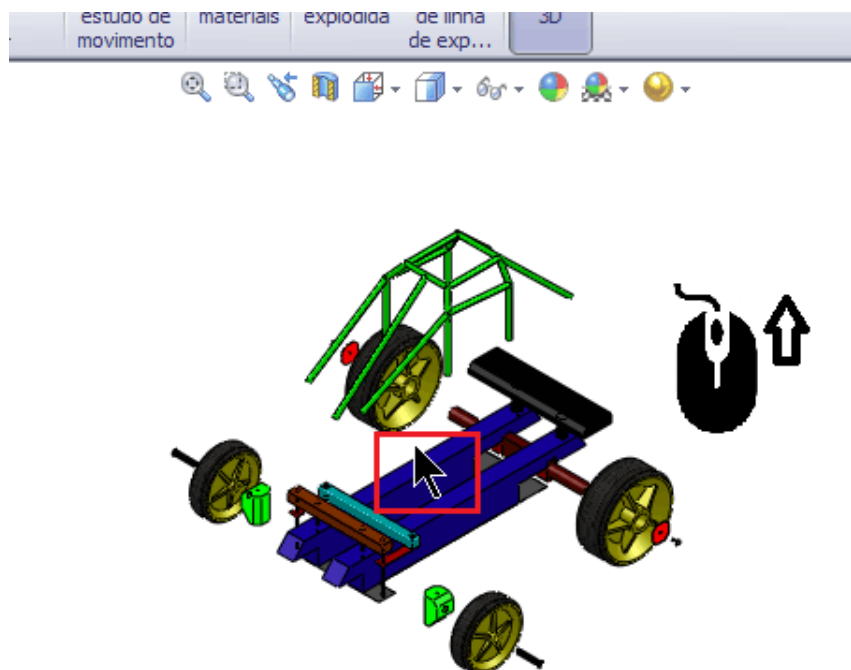 estudo de
movimento
materiais
explodida
de linha
de exp...
3D